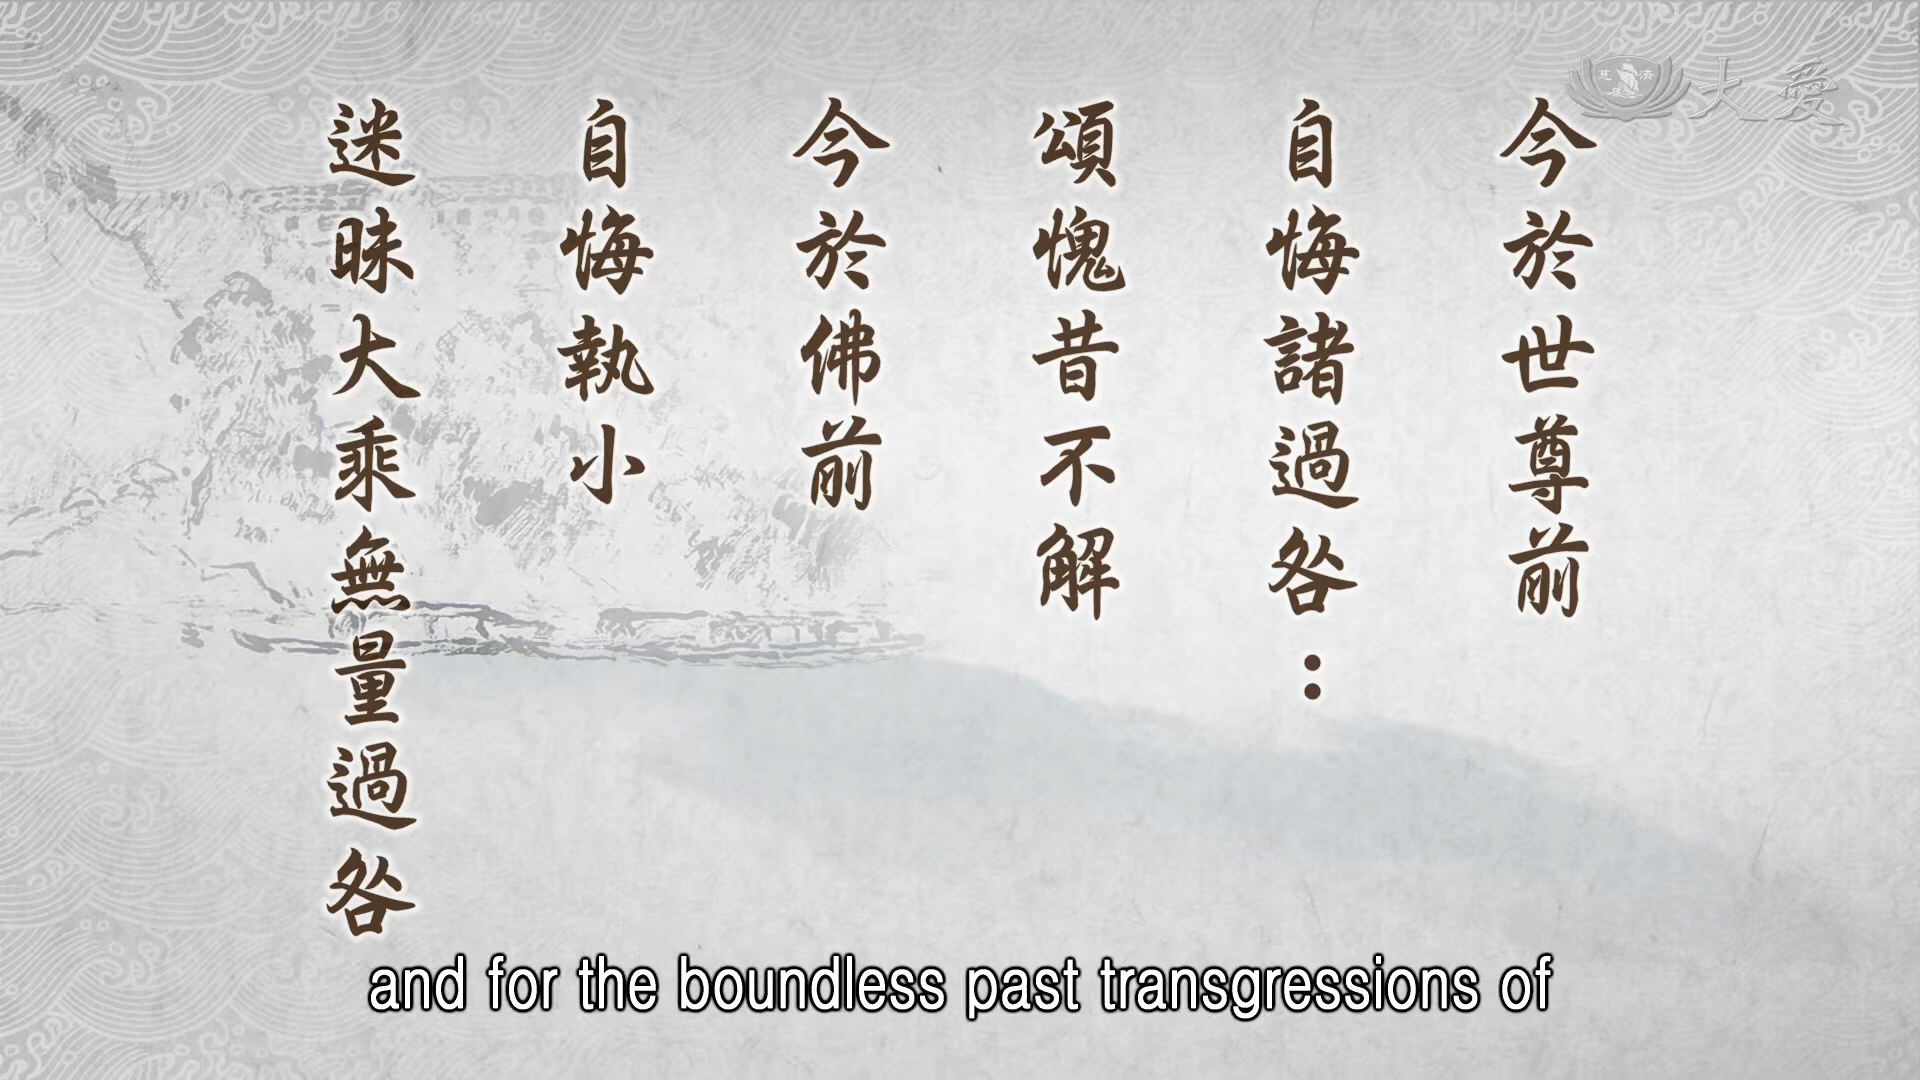 今於世尊前
自悔諸過咎：
頌愧昔不解
今於佛前
自悔執小
迷昧大乘無量過咎
慈濟
大愛
and for the boundless past transgressions of